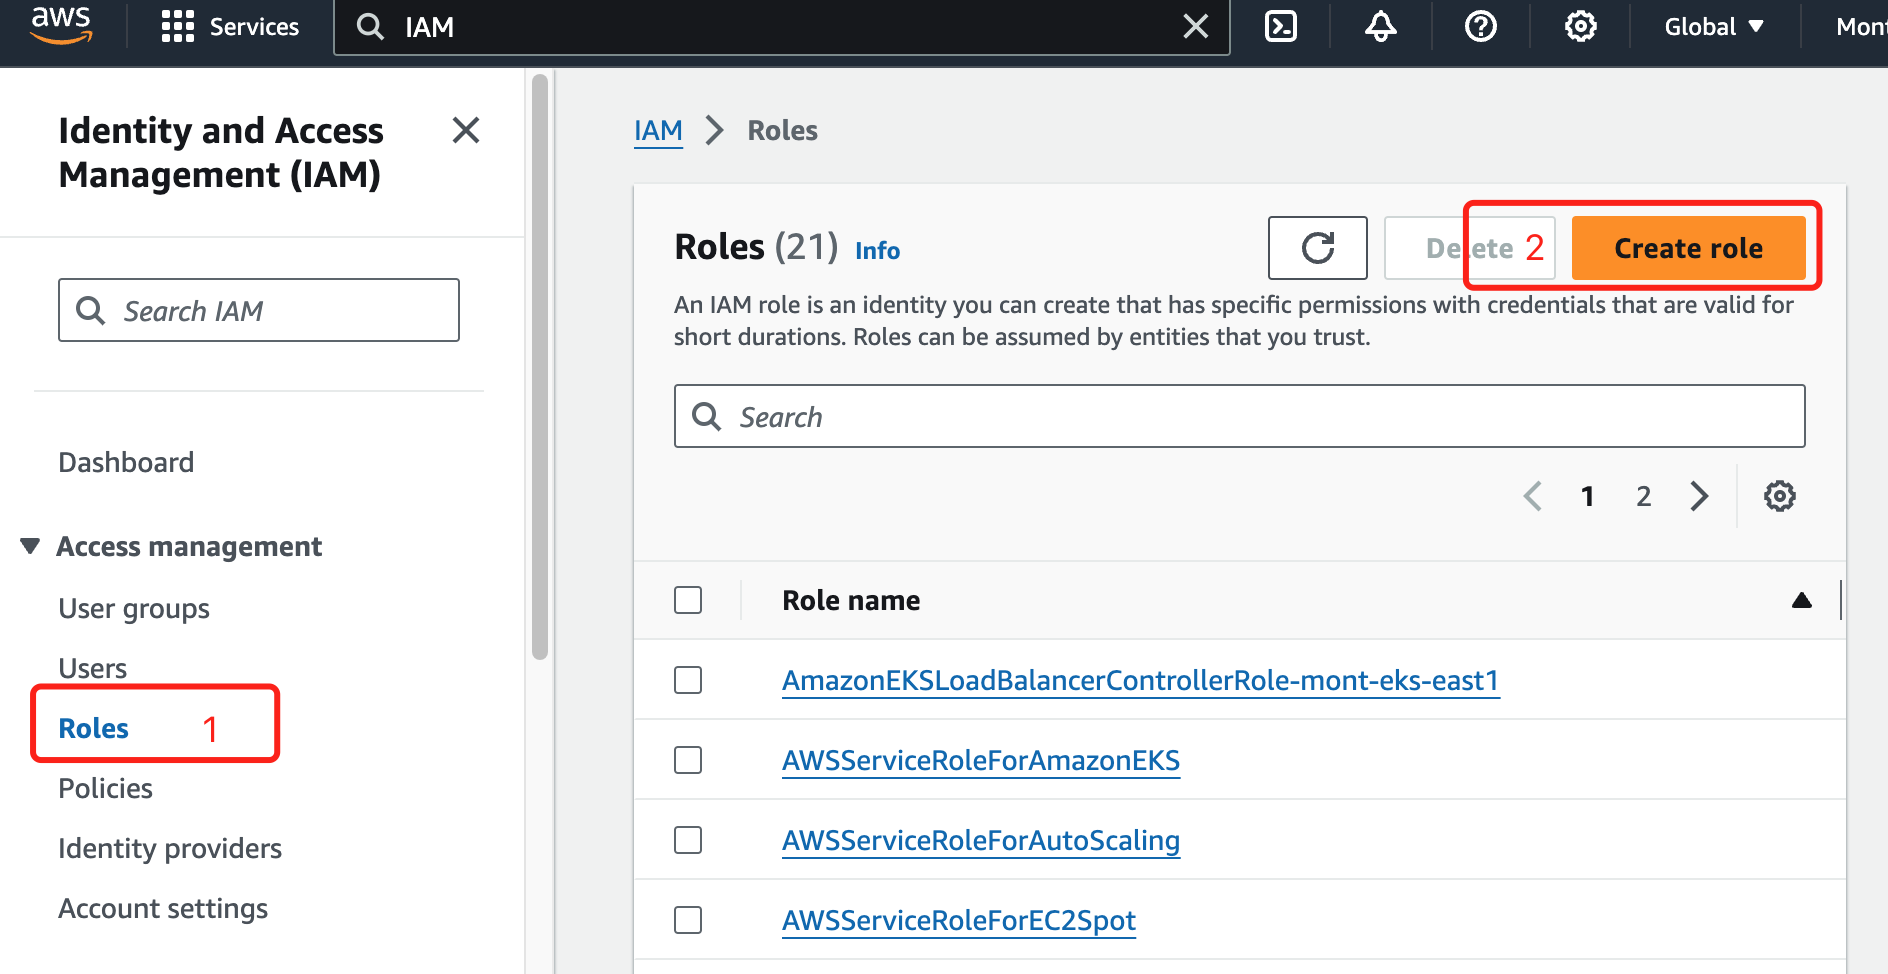 aws
Services
IAM
Global
Mont
Identity and Access
Management (IAM)
Search IAM
Dashboard
Access management
User groups
Users
Roles 1
Policies
Identity providers
Account settings
IAM > Roles
Roles (21) Info
Delete 2 Create role
An IAM role is an identity you can create that has specific permissions with credentials that are valid for
short durations. Roles can be assumed by entities that you trust.
Search
1 2
Role name
AmazonEKSLoadBalancerControllerRole-mont-eks-east1
AWSServiceRoleForAmazonEKS
AWSServiceRoleForAutoScaling
AWSServiceRoleForEC2Spot